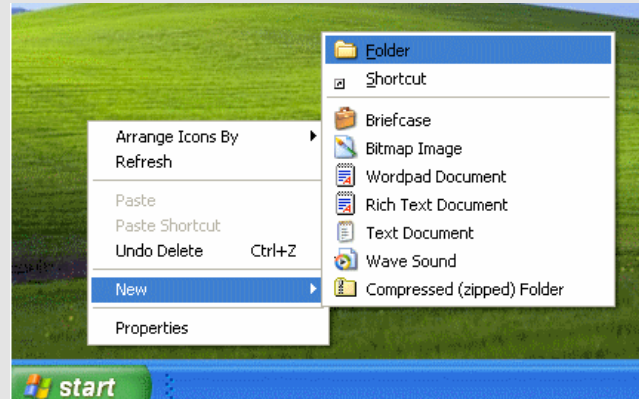 Arrange Icons By
Refresh
Paste
Paste Shortcut
Undo Delete Ctrl+Z
New
Properties
Folder
Shortcut
Briefcase
Bitmap Image
Wordpad Document
Rich Text Document
Text Document
Wave Sound
Compressed (zipped) Folder
start